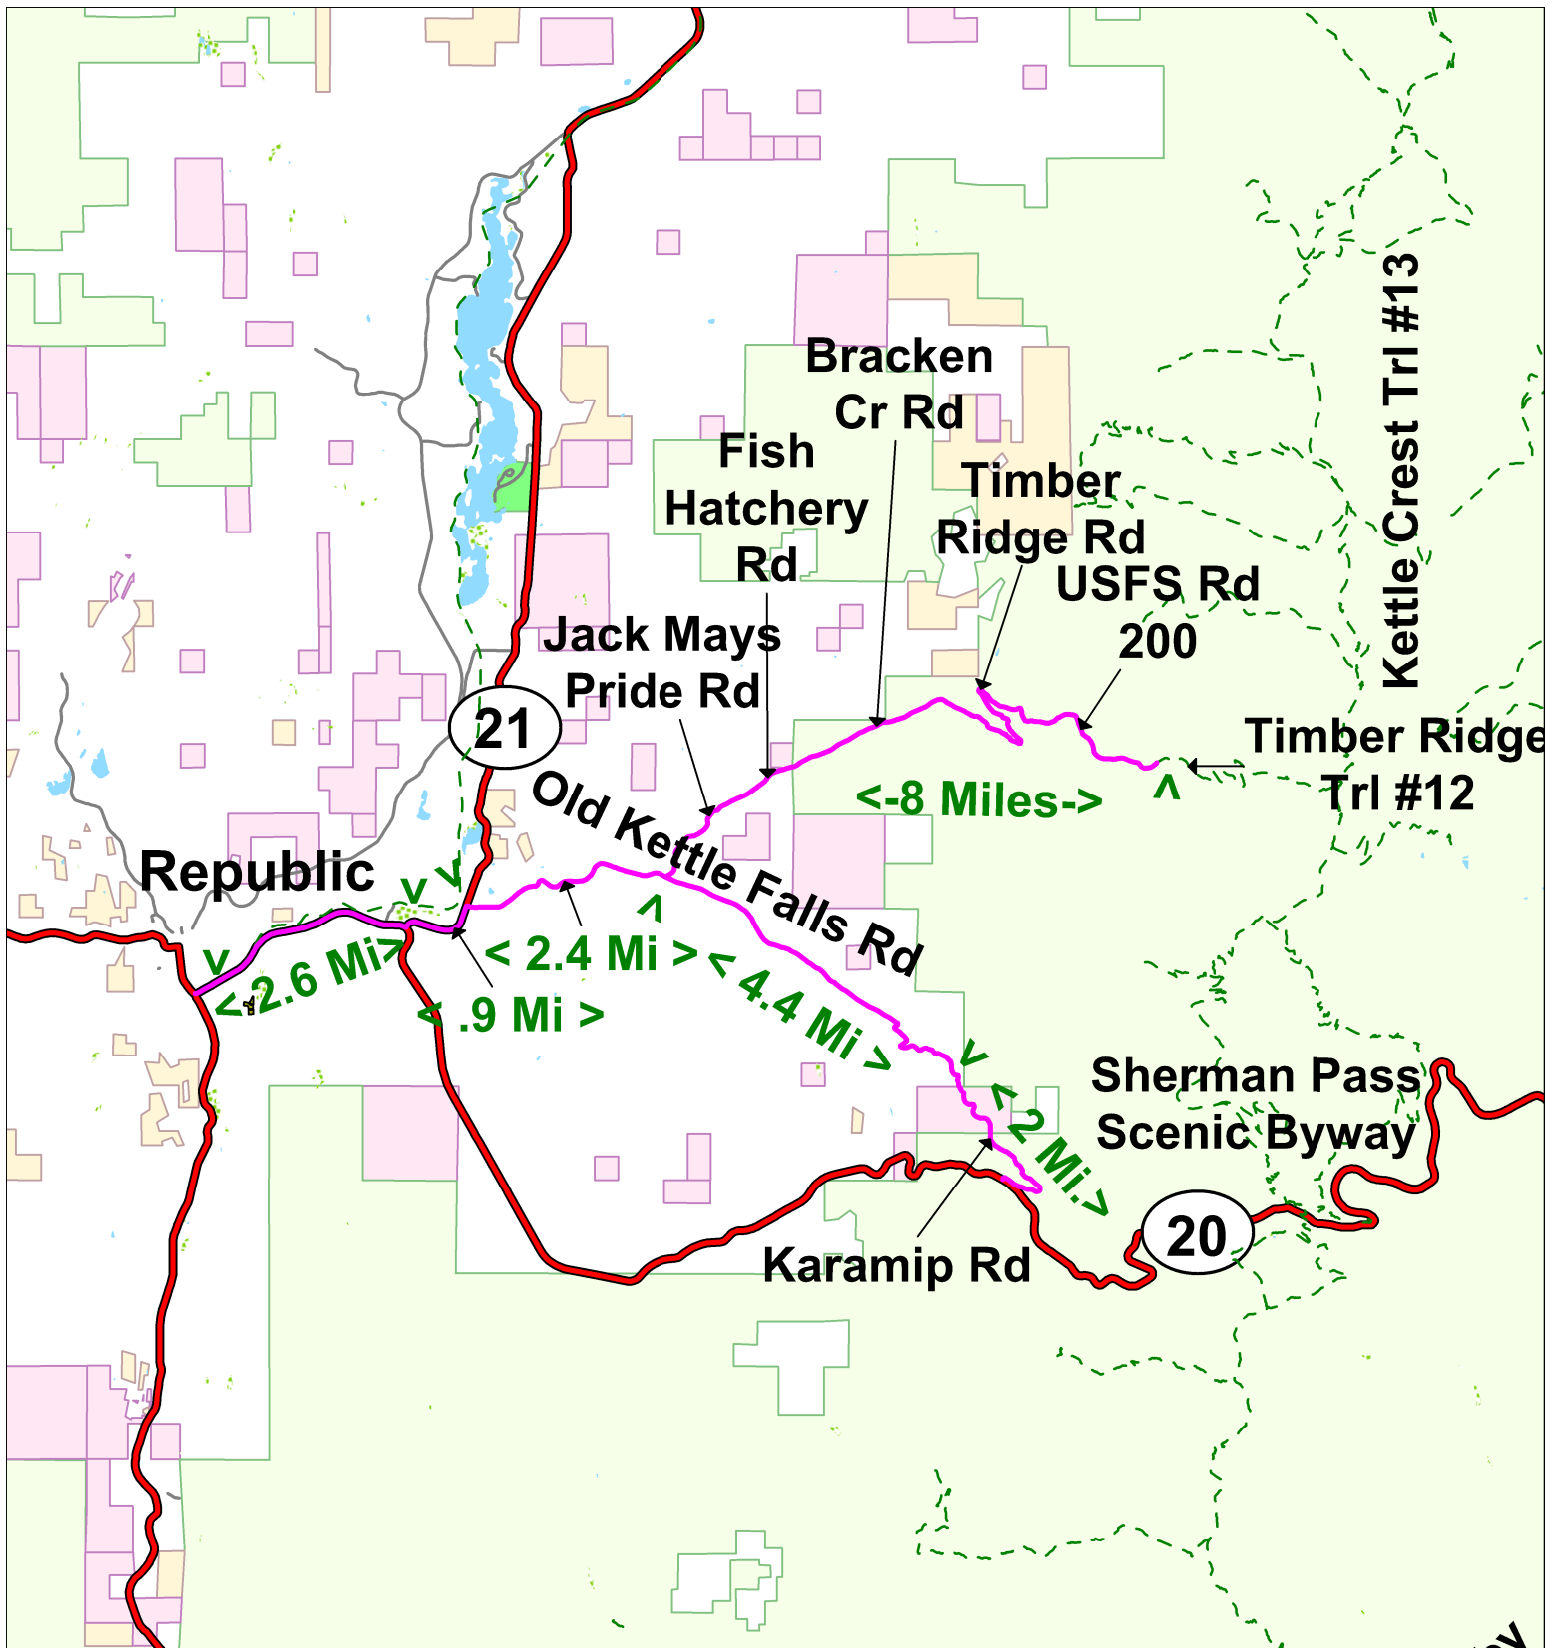 Kettle Crest Trl #13
Bracken
Cr Rd
Fish
Hatchery
Rd
Timber
Ridge Rd
USFS Rd
200
Jack Mays
Pride Rd
21
Timber Ridge
Trl #12
<-8 Miles->
^
Old Kettle Falls Rd
Republic
v
v
v
^
< 2.6 Mi>
< 2.4 Mi >
< .9 Mi >
< 4.4 Mi >
v
< 2 Mi.>
Sherman Pass
Scenic Byway
20
Karamip Rd